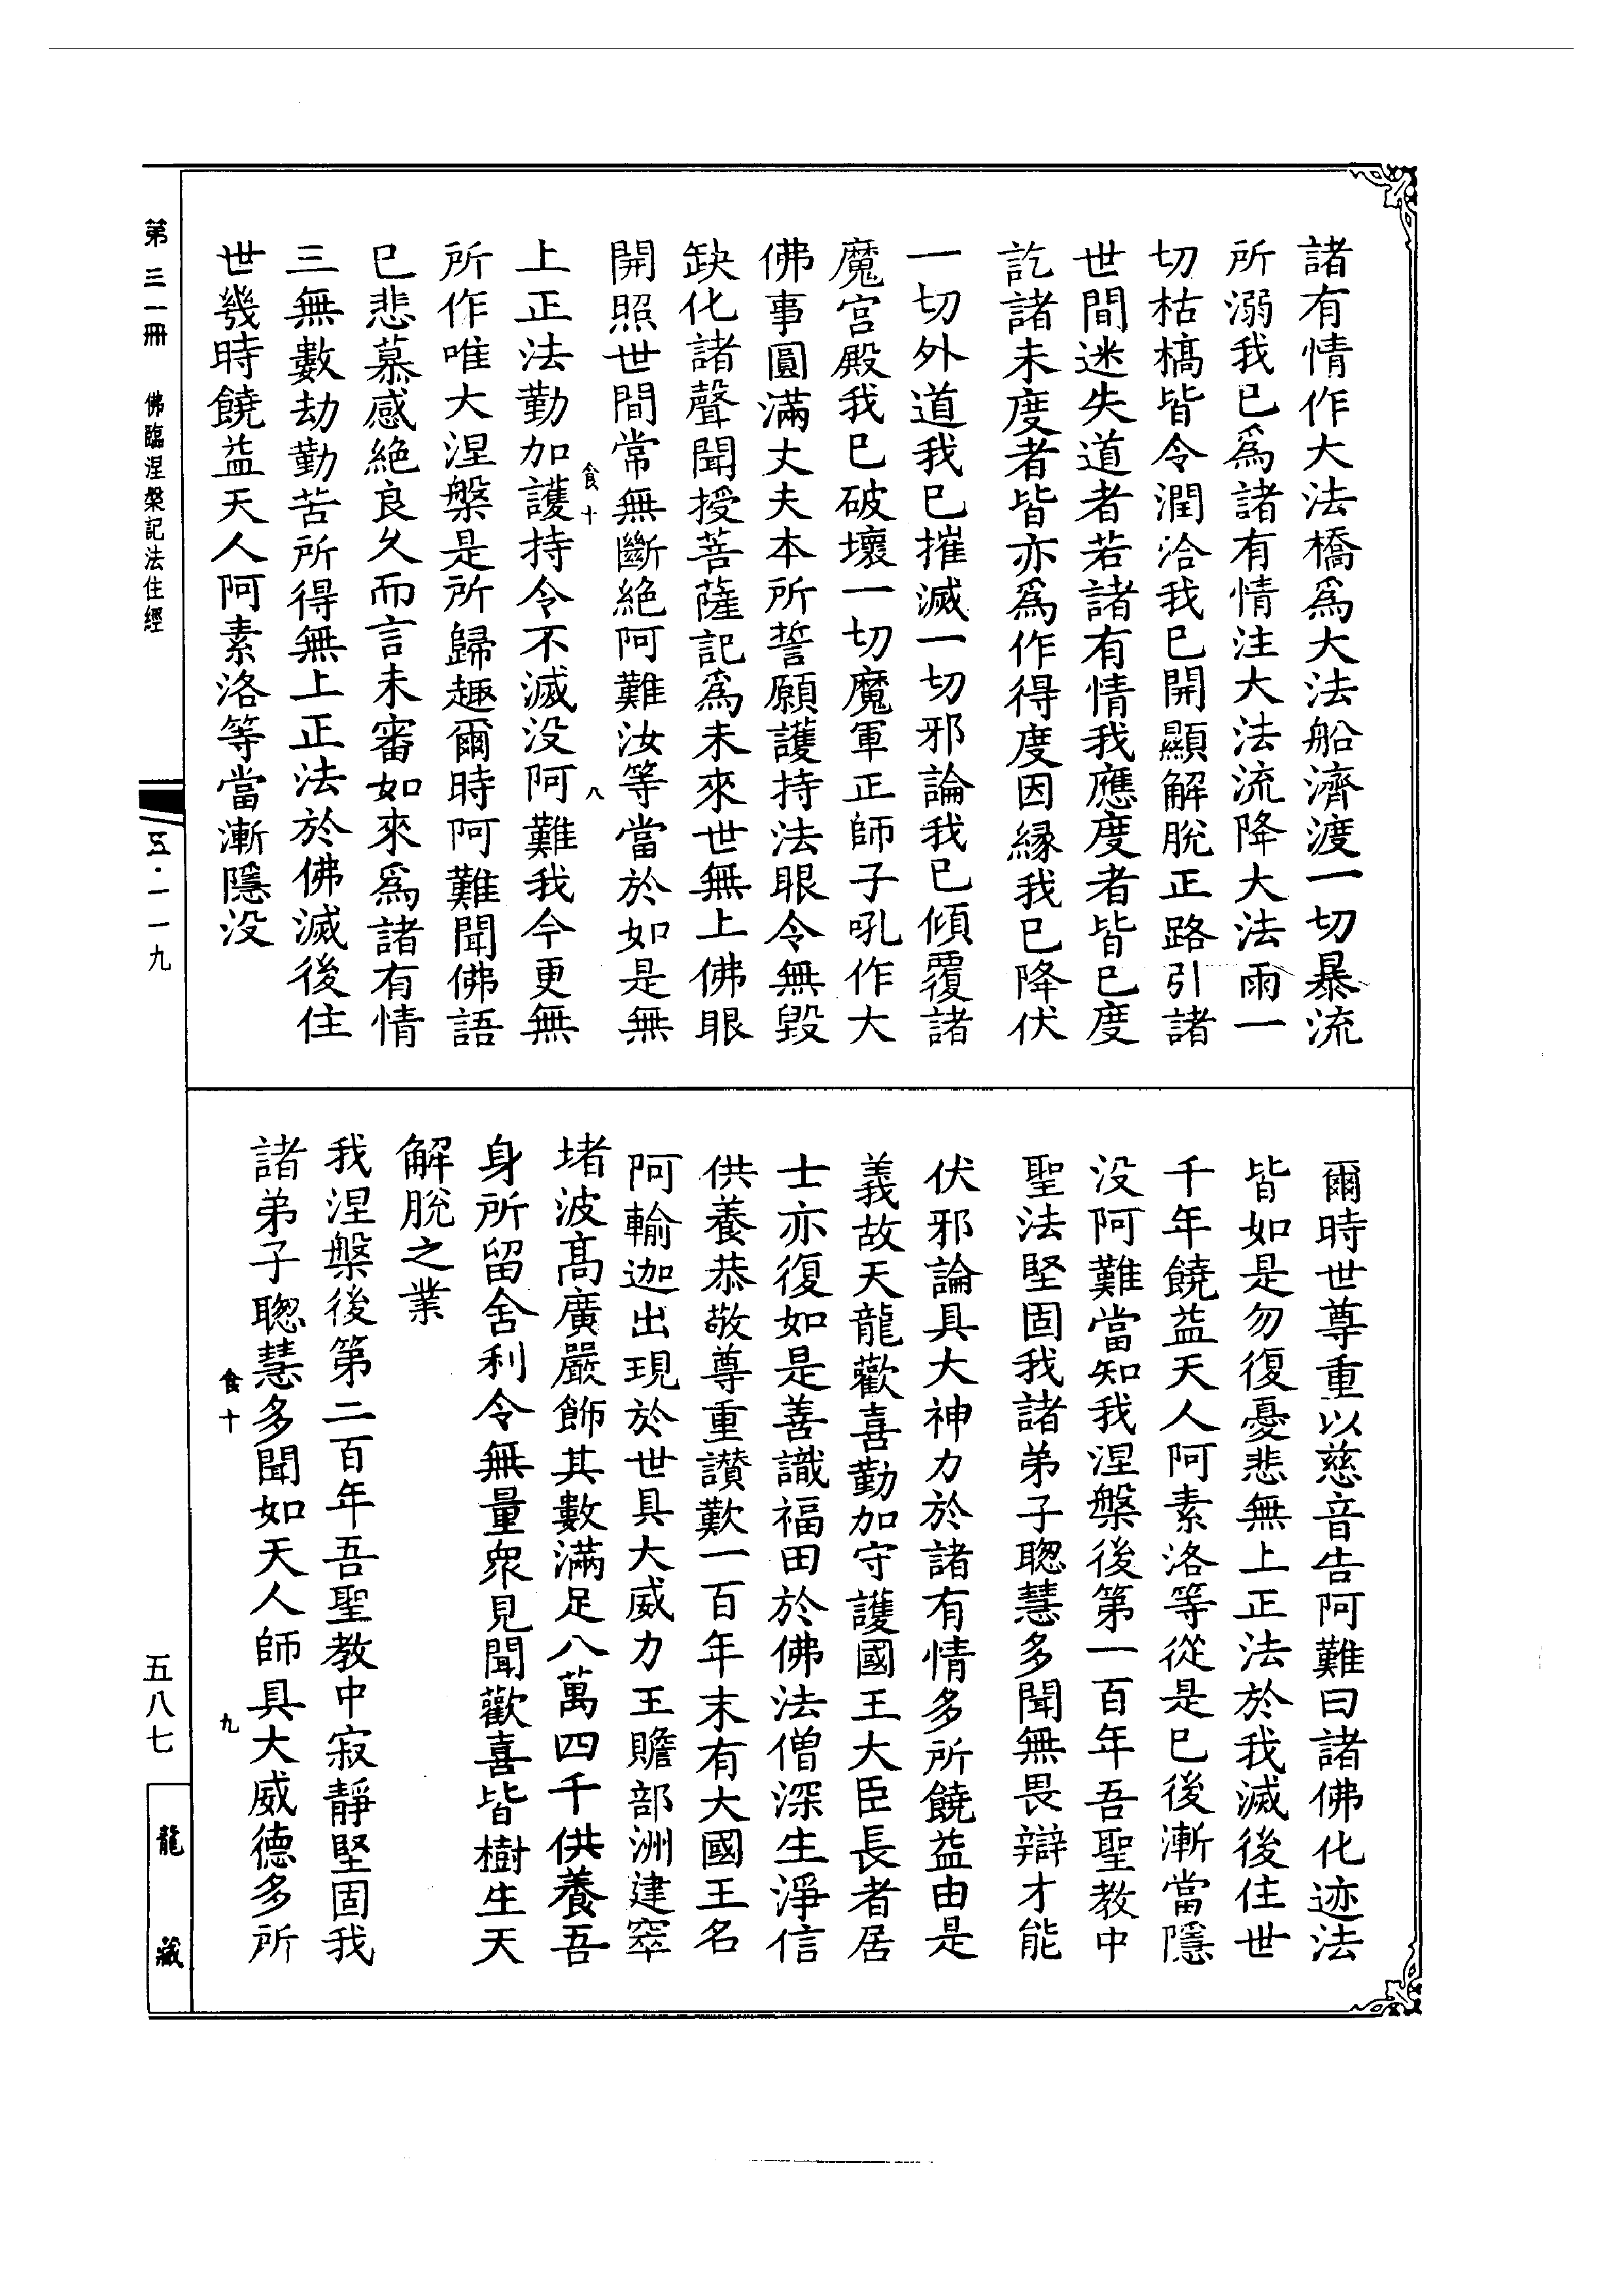 諸有情作大法橋為大法船濟渡一切暴流
所溺我已為諸有情注大法流降大法雨一
切枯槁皆令潤洽我已開顯解脫正路引諸
世間迷失道者若諸有情我應度者皆已度
訖諸未度者皆亦為作得度因緣我已降伏
一切外道我已摧滅一切邪論我已傾覆諸
魔宮殿我已破壞一切魔軍正師子吼作大
佛事圓滿丈夫本所誓願護持法眼令無毀
缺化諸聲聞授菩薩記為未來世無上佛眼
開照世間常無斷絕阿難汝等當於如是無
食十
八
上正法勤加護持令不滅没阿難我今更無
所作唯大涅槃是所歸趣爾時阿難聞佛語
已悲慕感絕良久而言未審如來為諸有情
三無數劫勤苦所得無上正法於佛滅後住
世幾時饒益天人阿素洛等當漸隱没
爾時世尊重以慈音告阿難曰諸佛化迹法
皆如是勿復憂悲無上正法於我滅後住世
千年饒益天人阿素洛等從是已後漸當隱
没阿難當知我涅槃後第一百年吾聖教中
聖法堅固我諸弟子聰慧多聞無畏辯才能
伏邪論具大神力於諸有情多所饒益由是
義故天龍歡喜勤加守護國王大臣長者居
士亦復如是善識福田於佛法僧深生淨信
供養恭敬尊重讚歎一百年末有大國王名
阿輸迦出現於世具大威力王贍部洲建窣
堵波高廣嚴飾其數滿足八萬四千供養吾
身所留舍利令無量衆見聞歡喜皆樹生天
解脫之業
我涅槃後第二百年吾聖教中寂靜堅固我
諸弟子聰慧多聞如天人師具大威德多所
食十
九
第三一冊
佛臨涅槃記法住經
五·一一九
五八七
龍藏